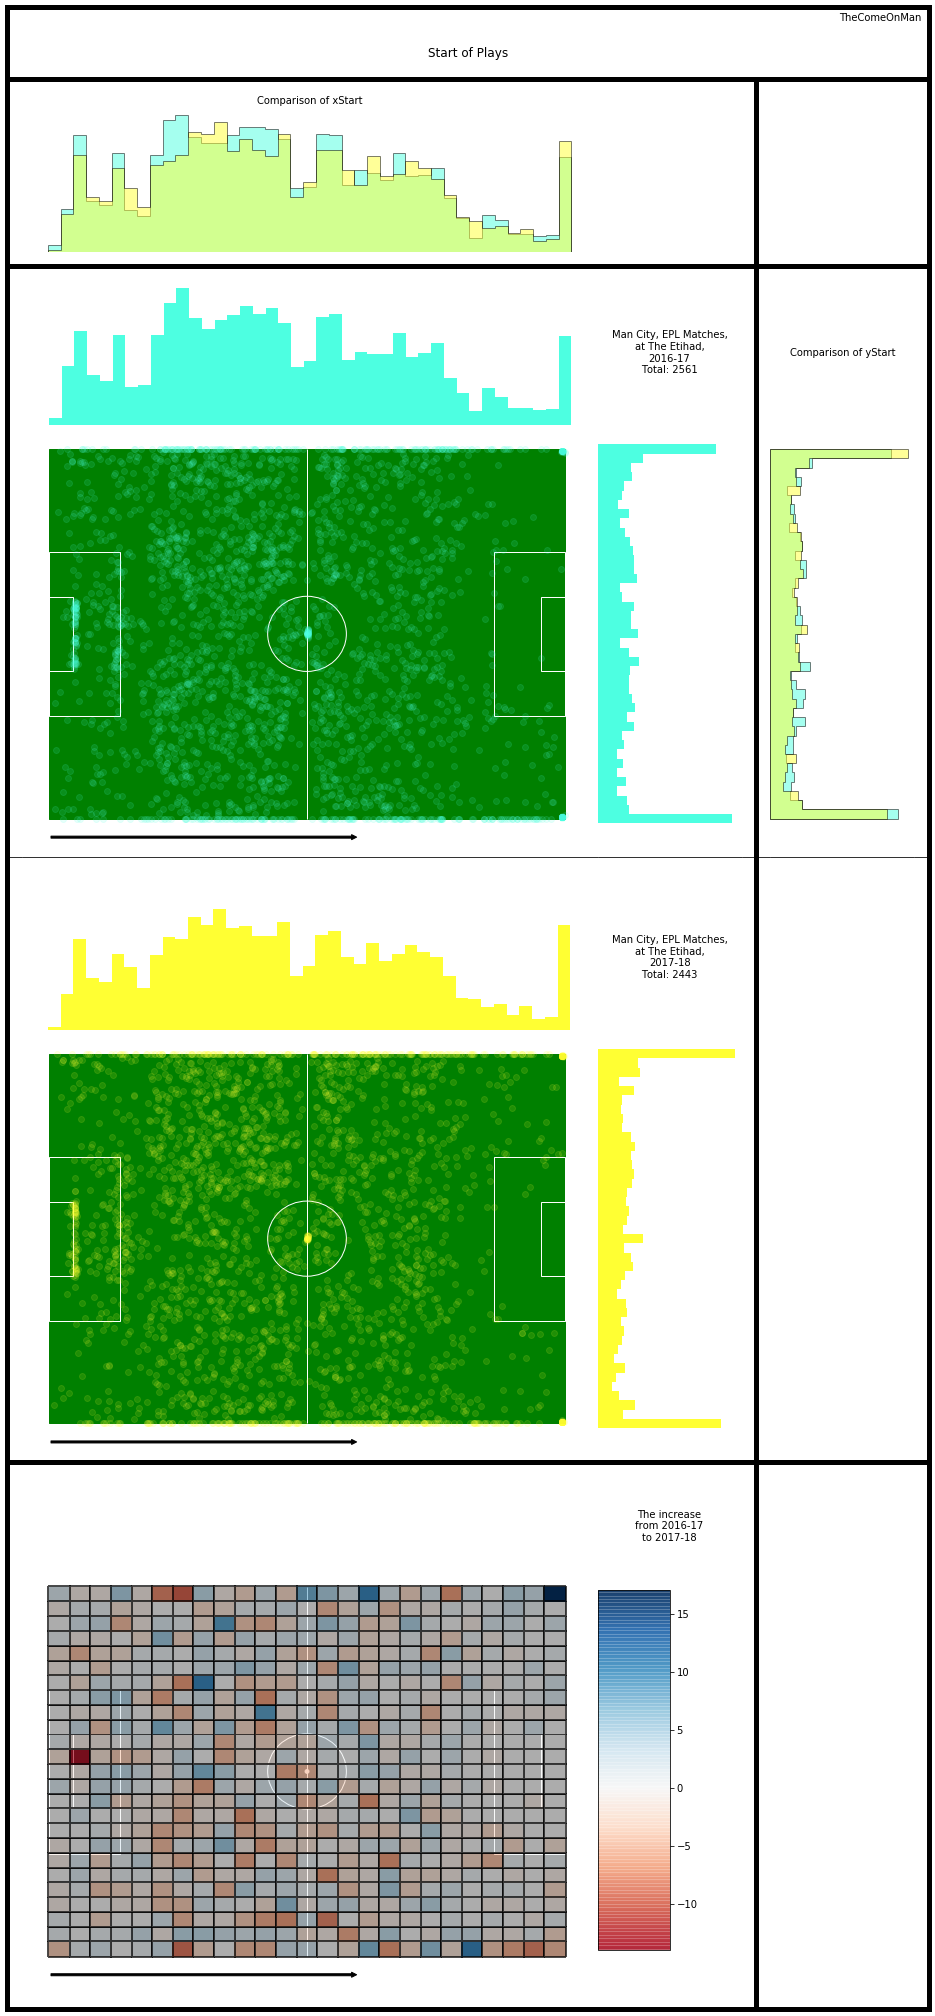 TheComeOnMan
Start of Plays
Comparison of xStart
Man City, EPL Matches,
at The Etihad,
2016-17
Total: 2561
Comparison of yStart
Man City, EPL Matches,
at The Etihad,
2017-18
Total: 2443
The increase
from 2016-17
to 2017-18
15
10
5
0
−5
−10